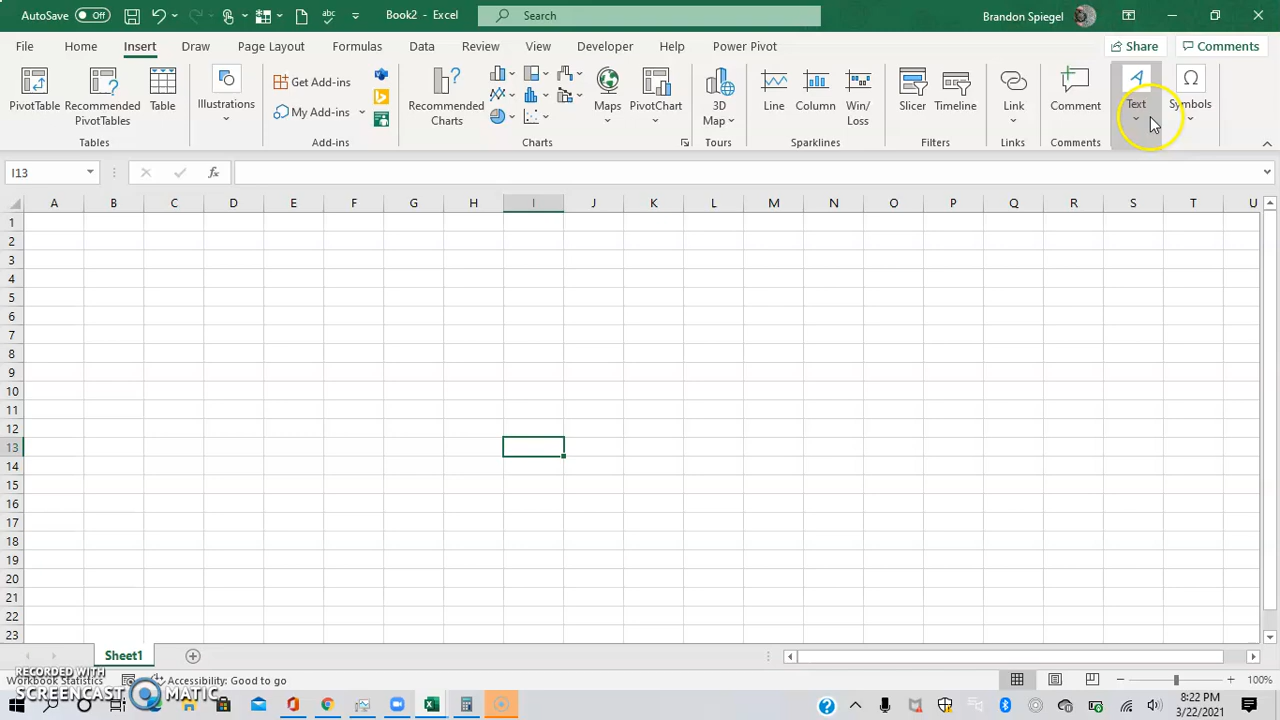 AutoSave Off Book2 - Excel Search Brandon Spiegel
File Home Insert Draw Page Layout Formulas Data Review View Developer Help Power Pivot Share Comments
PivotTable Recommended PivotTables Table Illustrations Get Add-ins My Add-ins Recommended Charts Maps PivotChart 3D Map Line Column Win/Loss Slicer Timeline Link Comment Text Symbols
Tables Add-ins Charts Tours Sparklines Filters Links Comments
I13 fx
A B C D E F G H I J K L M N O P Q R S T U
1
2
3
4
5
6
7
8
9
10
11
12
13
14
15
16
17
18
19
20
21
22
23
Sheet1
RECORDED WITH
SCREENCAST MATIC
Workbook Statistics Accessibility: Good to go 100%
8:22 PM
3/22/2021